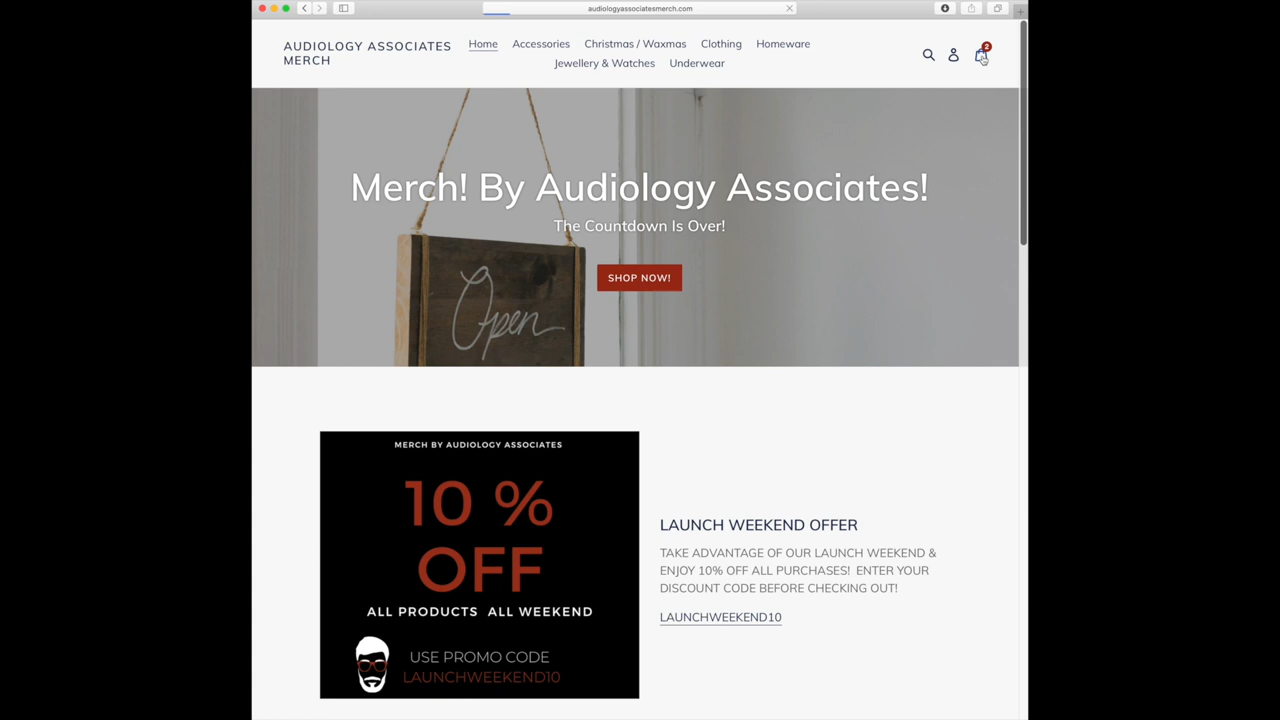 audiologyassociatesmerch.com
AUDIOLOGY ASSOCIATES
MERCH
Home Accessories Christmas / Waxmas Clothing Homeware
Jewellery & Watches Underwear
2
Merch! By Audiology Associates!
The Countdown Is Over!
Open
SHOP NOW!
MERCH BY AUDIOLOGY ASSOCIATES
10 %
OFF
ALL PRODUCTS ALL WEEKEND
USE PROMO CODE
LAUNCHWEEKEND10
LAUNCH WEEKEND OFFER
TAKE ADVANTAGE OF OUR LAUNCH WEEKEND &
ENJOY 10% OFF ALL PURCHASES! ENTER YOUR
DISCOUNT CODE BEFORE CHECKING OUT!
LAUNCHWEEKEND10